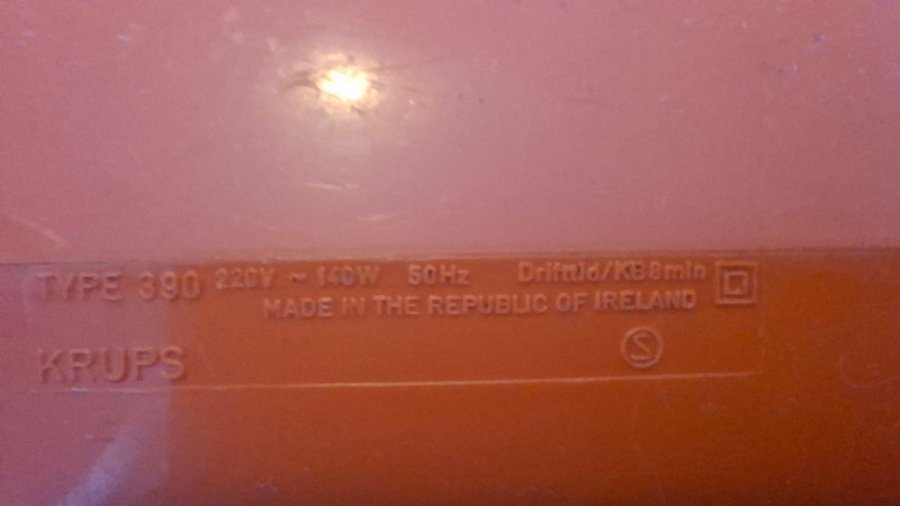 TYPE 390 220V ~ 140W 50Hz Drifttid/KB8min
MADE IN THE REPUBLIC OF IRELAND
KRUPS
S